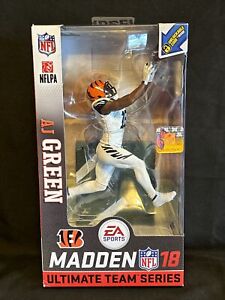 NFL
NFLPA
AJ GREEN
EA
SPORTS
MADDEN NFL 18
ULTIMATE TEAM SERIES